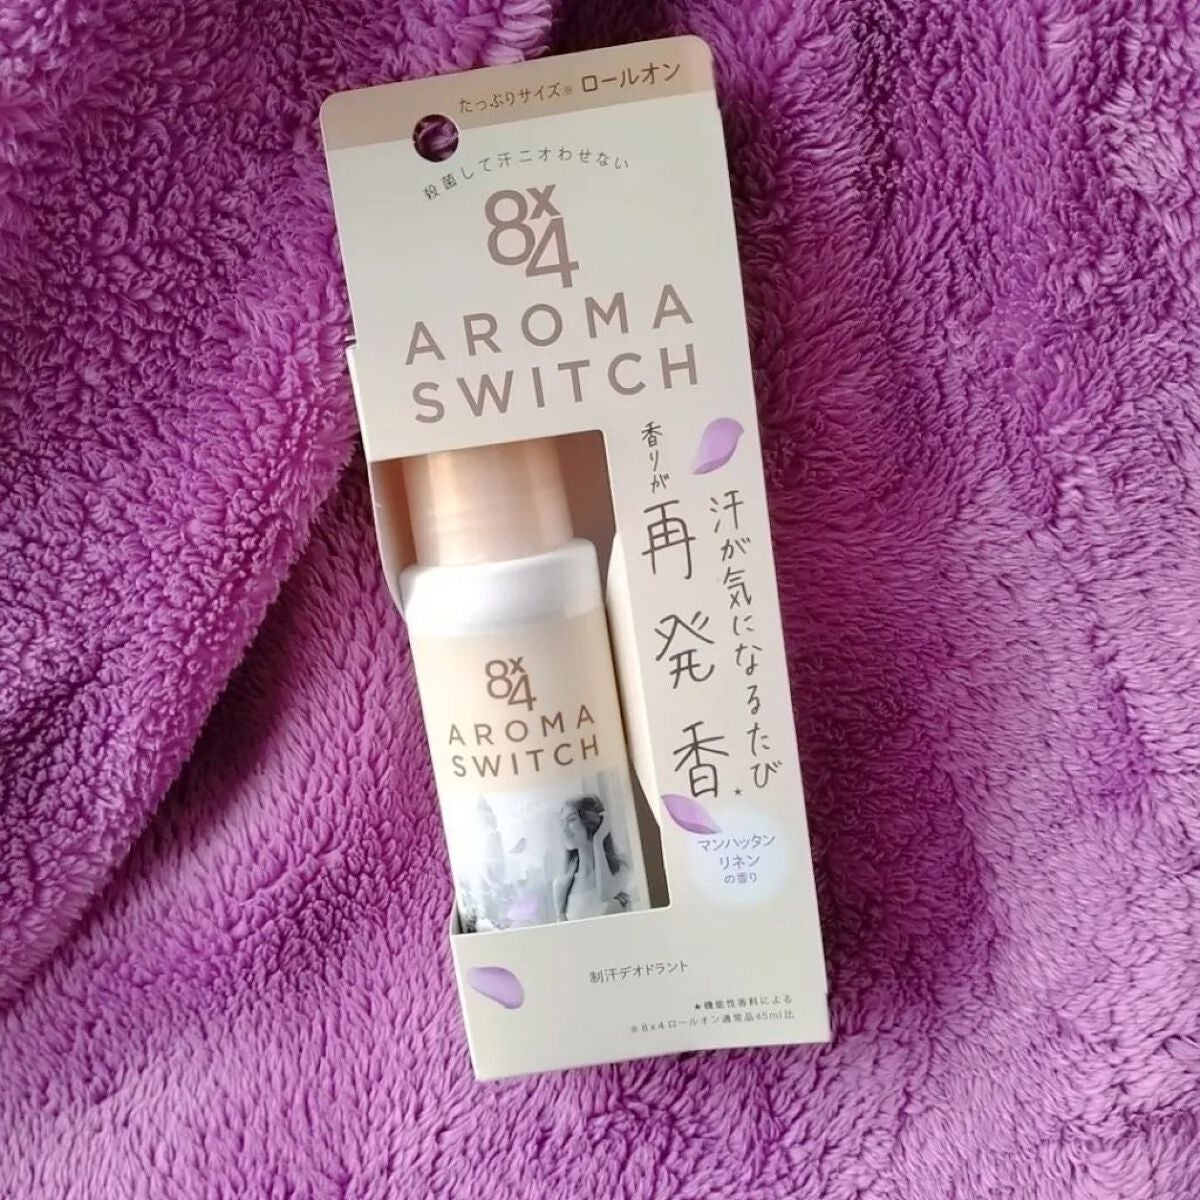 たっぷりサイズ※ ロールオン
殺菌して汗ニオわせない
8x4
AROMA
SWITCH
汗が気になるたび
香りが再発香★
マンハッタン
リネン
の香り
8x4
AROMA
SWITCH
制汗デオドラント
★機能性香料による
※8x4ロールオン通常品45ml比